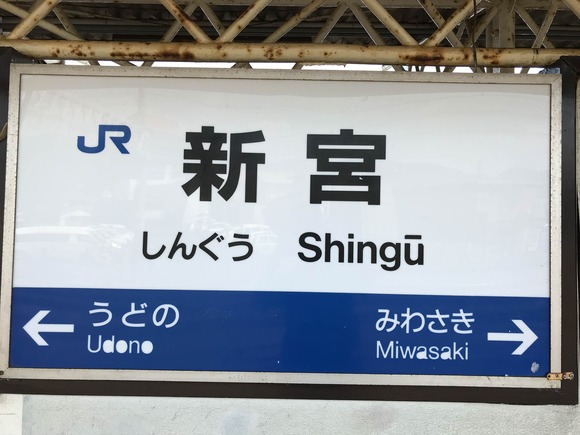 JR 新宮
しんぐう Shingū
← うどの みわさき →
Udono Miwasaki